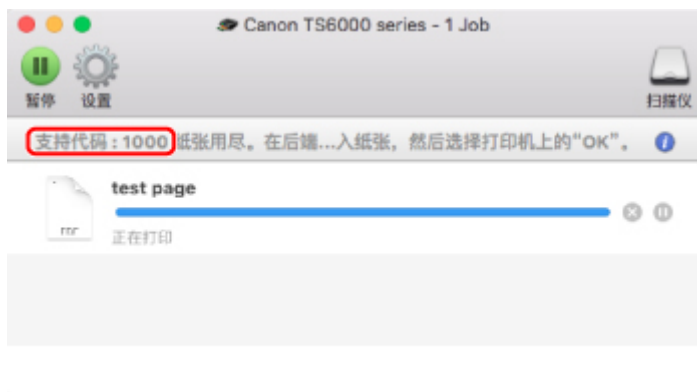 Canon TS6000 series - 1 Job
暂停 设置 扫描仪
支持代码：1000 纸张用尽。在后端...入纸张，然后选择打印机上的“OK”。
test page
PDF
正在打印